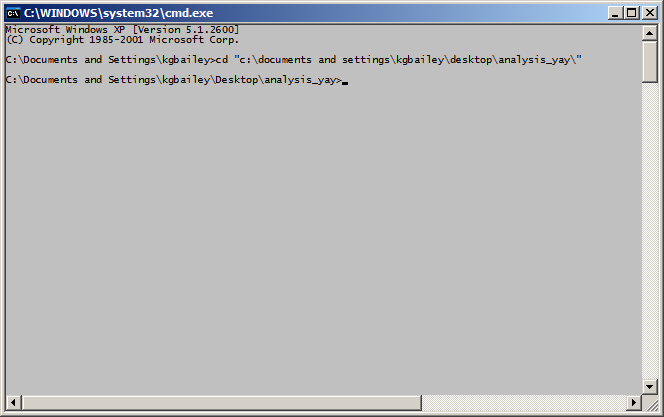 C:\WINDOWS\system32\cmd.exe
Microsoft Windows XP [Version 5.1.2600]
(C) Copyright 1985-2001 Microsoft Corp.
C:\Documents and Settings\kgbailey>cd "c:\documents and settings\kgbailey\desktop\analysis_yay\"
C:\Documents and Settings\kgbailey\Desktop\analysis_yay>_